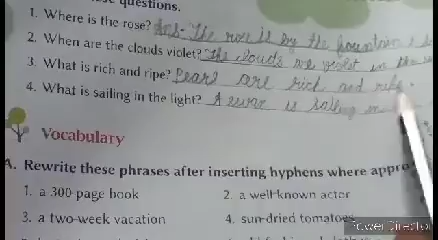 questions.
1. Where is the rose? Ans- The rose is by the fountain
2. When are the clouds violet? The clouds are violet in the
3. What is rich and ripe? Pears are rich and ripe.
4. What is sailing in the light? A swan is
Vocabulary
A. Rewrite these phrases after inserting hyphens where appro
1. a 300-page book
2. a well-known actor
3. a two-week vacation
4. sun-dried tomatoes
PowerDirector